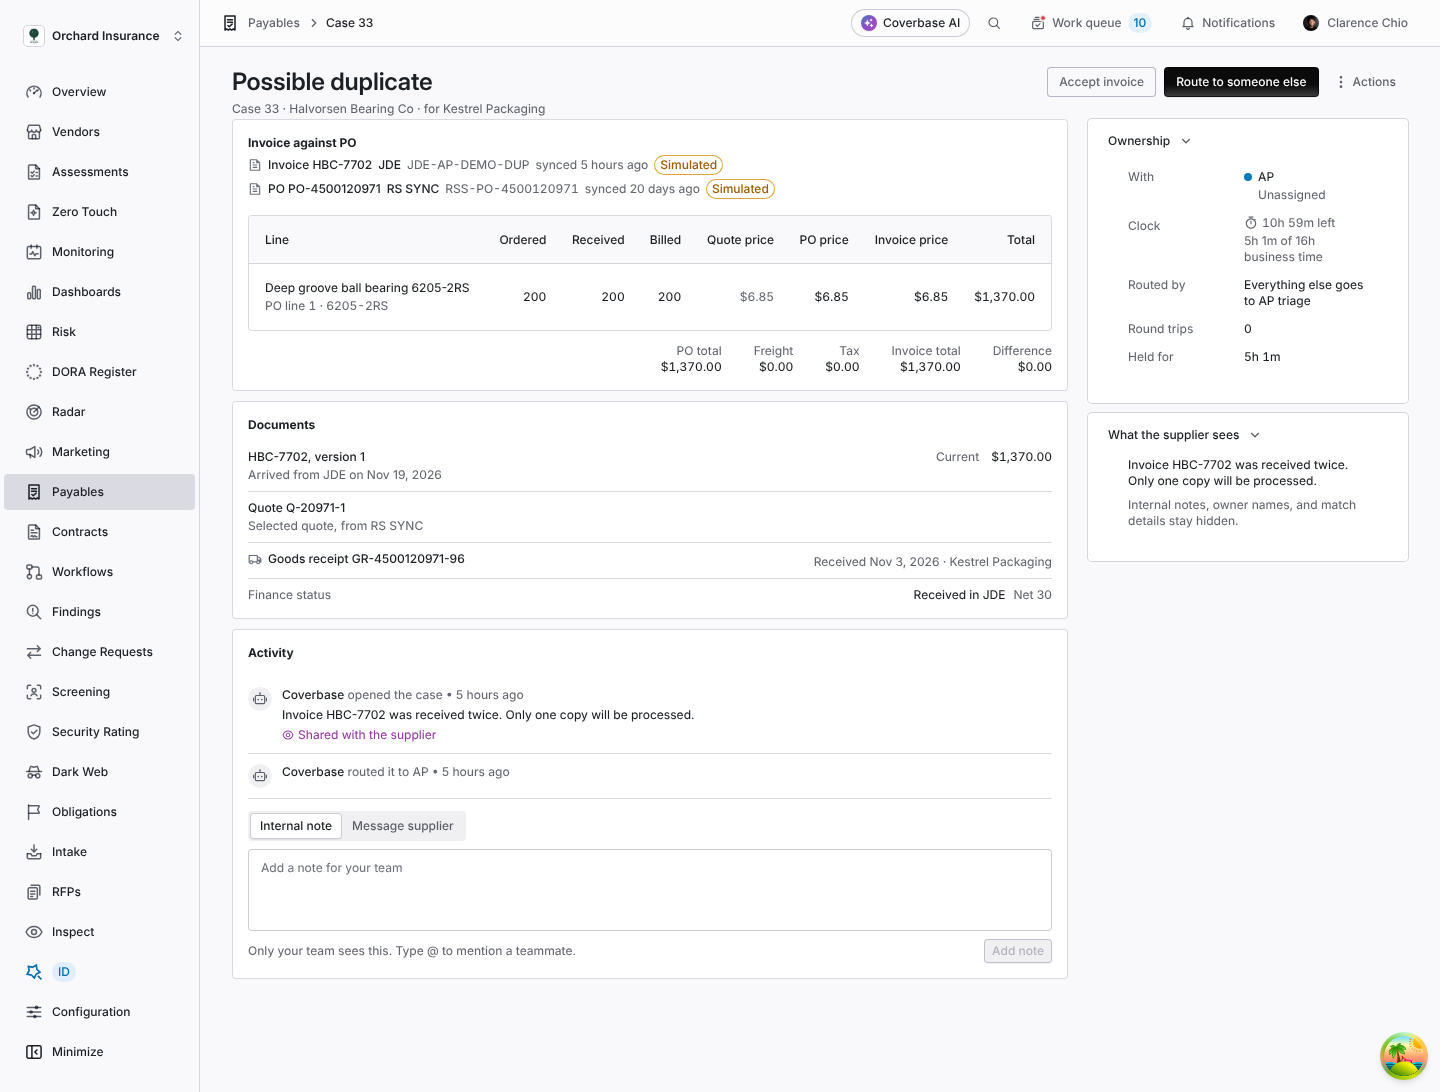 Orchard Insurance
Overview
Vendors
Assessments
Zero Touch
Monitoring
Dashboards
Risk
DORA Register
Radar
Marketing
Payables
Contracts
Workflows
Findings
Change Requests
Screening
Security Rating
Dark Web
Obligations
Intake
RFPs
Inspect
ID
Configuration
Minimize
Payables > Case 33
Coverbase AI
Work queue 10
Notifications
Clarence Chio
Possible duplicate
Case 33 · Halvorsen Bearing Co · for Kestrel Packaging
Accept invoice
Route to someone else
Actions
Invoice against PO
Invoice HBC-7702 JDE JDE-AP-DEMO-DUP synced 5 hours ago Simulated
PO PO-4500120971 RS SYNC RSS-PO-4500120971 synced 20 days ago Simulated
Line Ordered Received Billed Quote price PO price Invoice price Total
Deep groove ball bearing 6205-2RS
PO line 1 · 6205-2RS
200 200 200 $6.85 $6.85 $6.85 $1,370.00
PO total Freight Tax Invoice total Difference
$1,370.00 $0.00 $0.00 $1,370.00 $0.00
Documents
HBC-7702, version 1
Arrived from JDE on Nov 19, 2026
Current $1,370.00
Quote Q-20971-1
Selected quote, from RS SYNC
Goods receipt GR-4500120971-96
Received Nov 3, 2026 · Kestrel Packaging
Finance status
Received in JDE Net 30
Activity
Coverbase opened the case • 5 hours ago
Invoice HBC-7702 was received twice. Only one copy will be processed.
Shared with the supplier
Coverbase routed it to AP • 5 hours ago
Internal note
Message supplier
Add a note for your team
Only your team sees this. Type @ to mention a teammate.
Add note
Ownership
With
AP
Unassigned
Clock
10h 59m left
5h 1m of 16h
business time
Routed by
Everything else goes
to AP triage
Round trips
0
Held for
5h 1m
What the supplier sees
Invoice HBC-7702 was received twice.
Only one copy will be processed.
Internal notes, owner names, and match
details stay hidden.